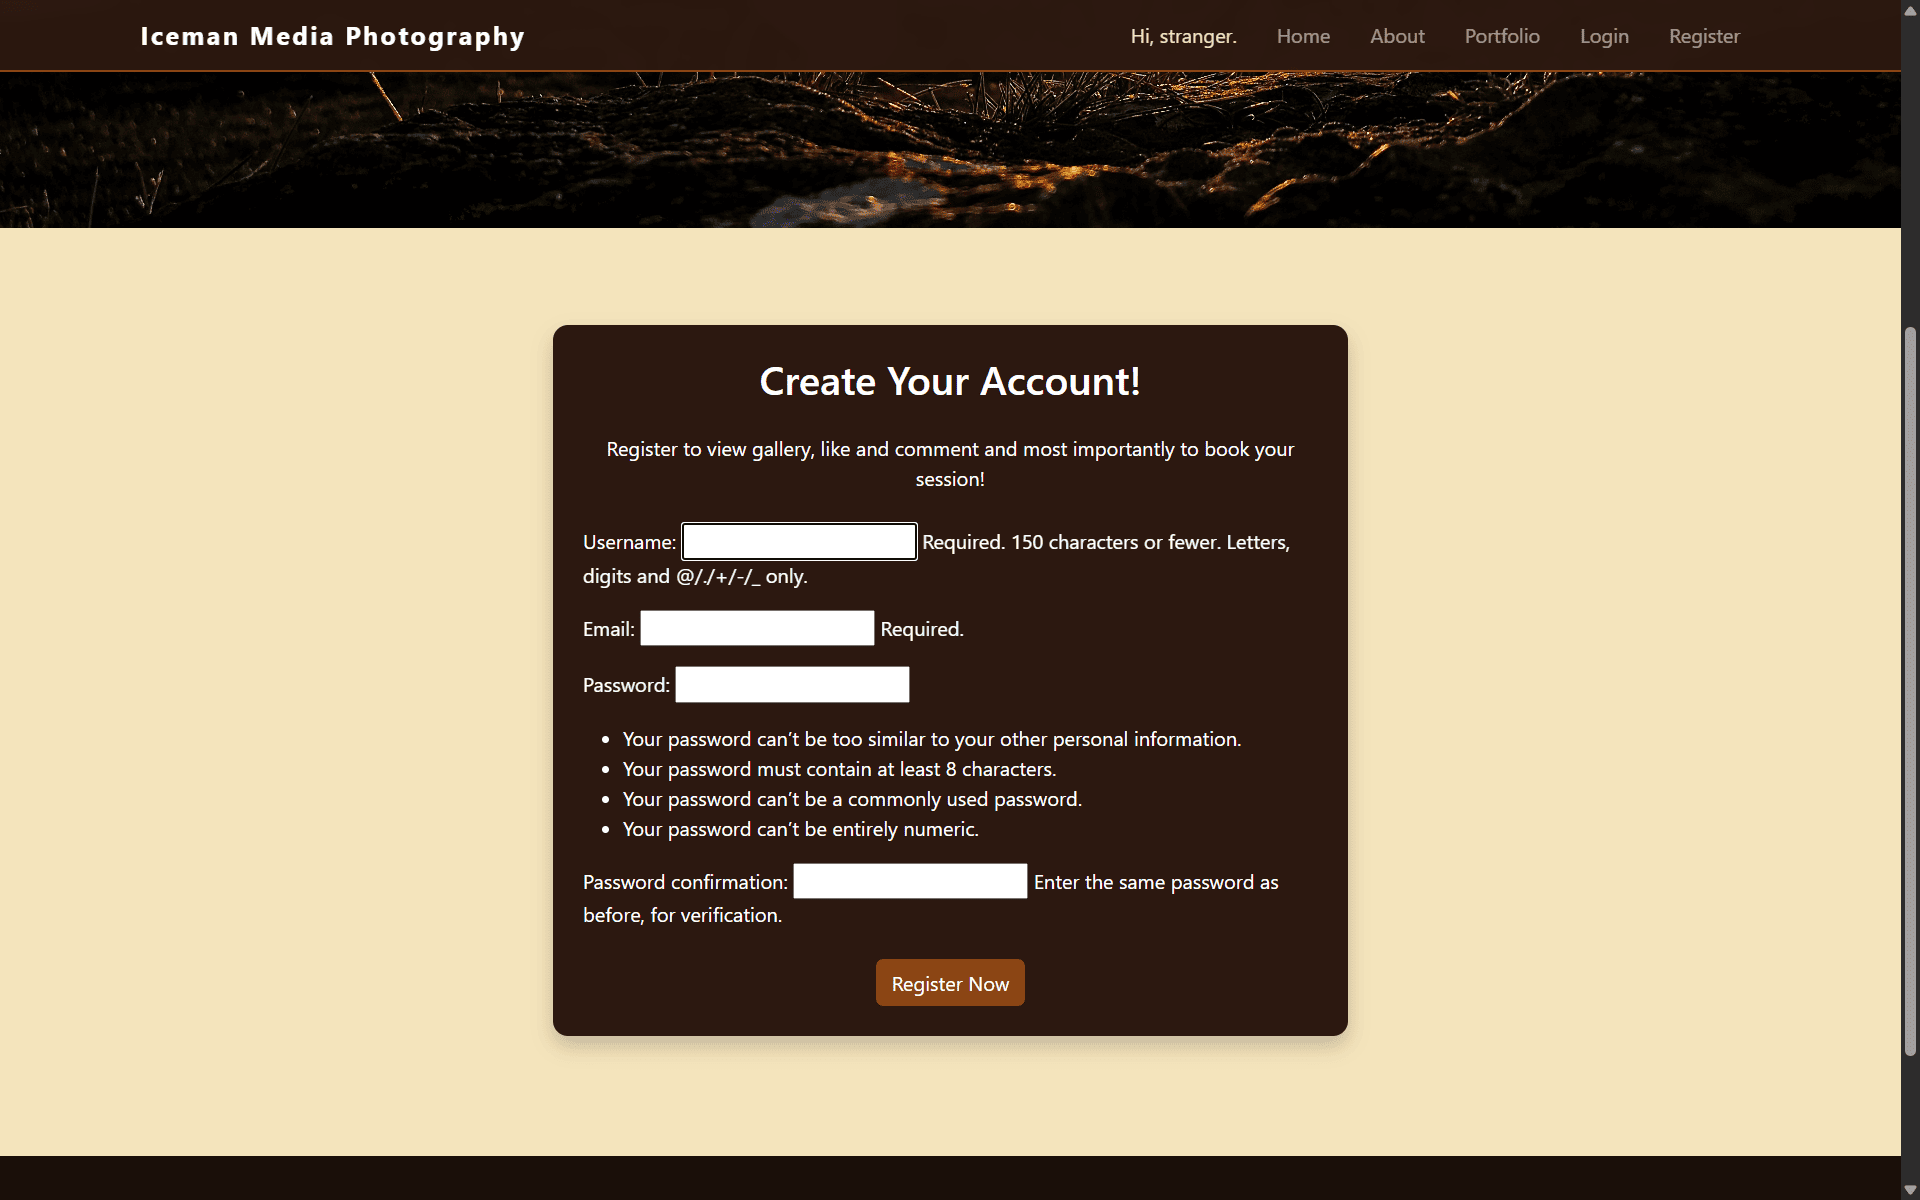 Iceman Media Photography
Hi, stranger. Home About Portfolio Login Register
Create Your Account!
Register to view gallery, like and comment and most importantly to book your
session!
Username: Required. 150 characters or fewer. Letters,
digits and @/./+/-/_ only.
Email: Required.
Password:
• Your password can’t be too similar to your other personal information.
• Your password must contain at least 8 characters.
• Your password can’t be a commonly used password.
• Your password can’t be entirely numeric.
Password confirmation: Enter the same password as
before, for verification.
Register Now